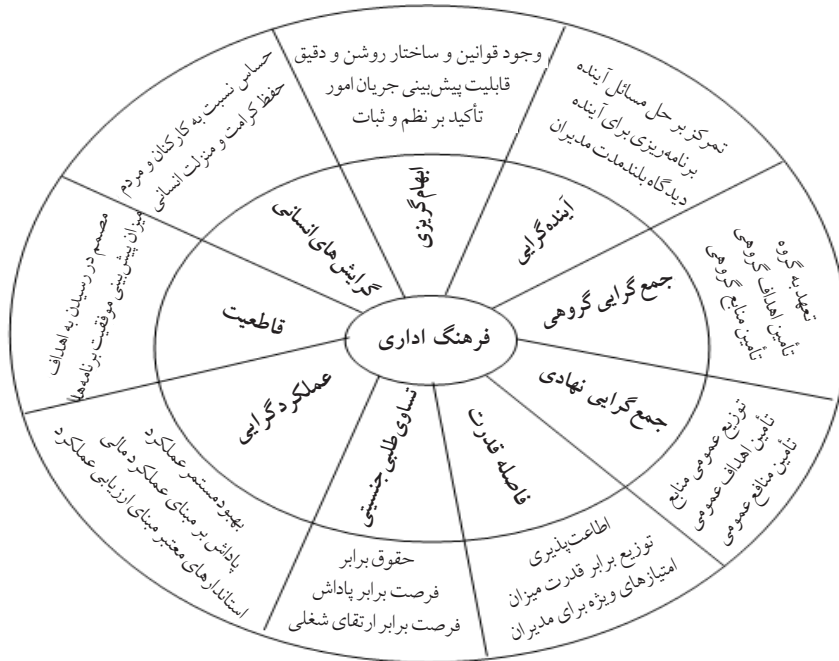 فرهنگ اداری
ابهام گریزی
وجود قوانین و ساختار روشن و دقیق
قابلیت پیش‌بینی جریان امور
تأکید بر نظم و ثبات
آینده‌گرایی
تمرکز بر حل مسائل آینده
برنامه‌ریزی برای آینده
دیدگاه بلندمدت مدیران
جمع گرایی گروهی
تعهد به گروه
تأمین اهداف گروهی
تأمین منابع گروهی
جمع گرایی نهادی
توزیع عمومی منابع
تأمین اهداف عمومی
تأمین منافع عمومی
فاصله قدرت
اطاعت‌پذیری
توزیع برابر قدرت میزان
امتیازهای ویژه برای مدیران
تساوی طلبی جنسیتی
حقوق برابر
فرصت برابر پاداش
فرصت برابر ارتقای شغلی
عملکردگرایی
بهبود مستمر عملکرد
پاداش بر مبنای عملکرد مالی
استاندارهای معتبر مبنای ارزیابی عملکرد
قاطعیت
مصمم در رسیدن به اهداف
میزان پیش‌بینی موفقیت برنامه‌ها
گرایش های انسانی
حساس نسبت به کارکنان و مردم
حفظ کرامت و منزلت انسانی